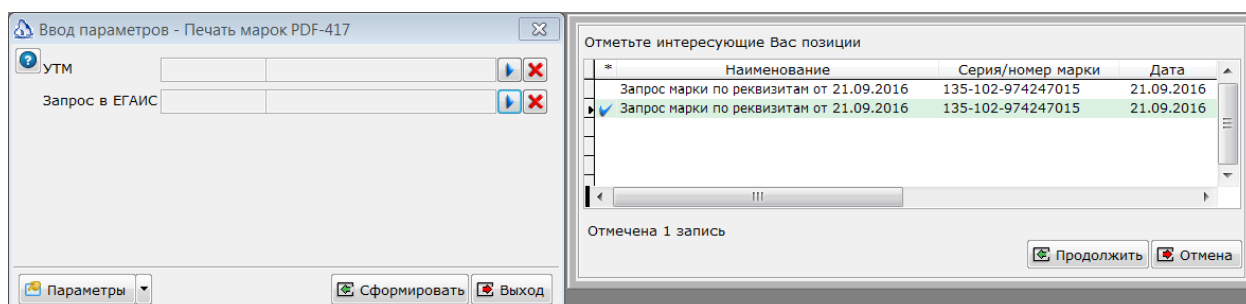 Ввод параметров - Печать марок PDF-417
УТМ
Запрос в ЕГАИС
Параметры
Сформировать
Выход
Отметьте интересующие Вас позиции
* Наименование Серия/номер марки Дата
Запрос марки по реквизитам от 21.09.2016 135-102-974247015 21.09.2016
Запрос марки по реквизитам от 21.09.2016 135-102-974247015 21.09.2016
Отмечена 1 запись
Продолжить
Отмена